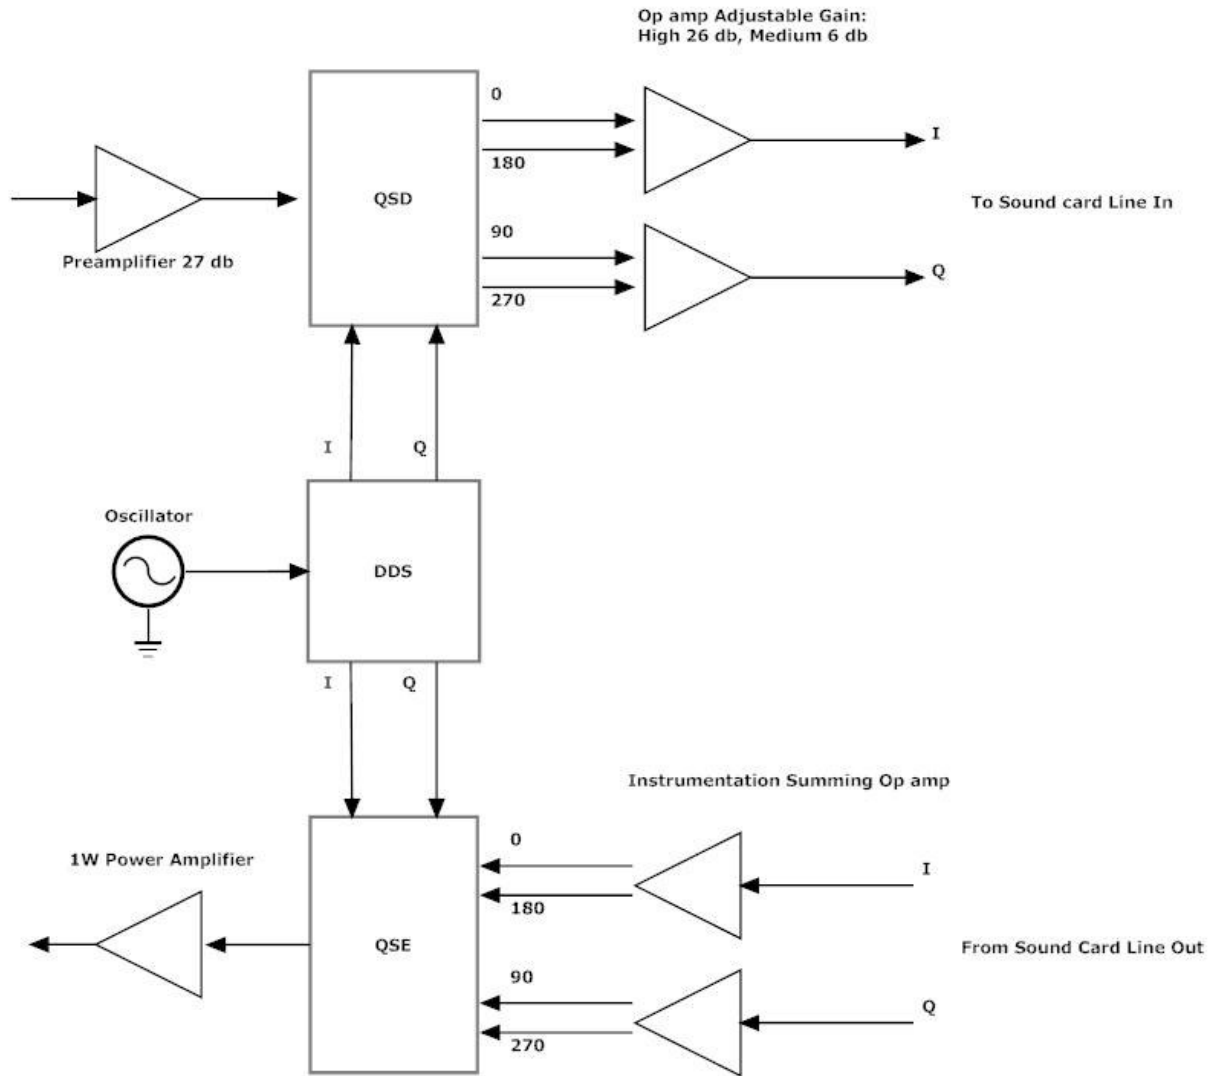 Op amp Adjustable Gain:
High 26 db, Medium 6 db
0
I
180
QSD
To Sound card Line In
90
Preamplifier 27 db
Q
270
I
Q
Oscillator
DDS
I
Q
Instrumentation Summing Op amp
0
1W Power Amplifier
I
180
QSE
From Sound Card Line Out
90
Q
270